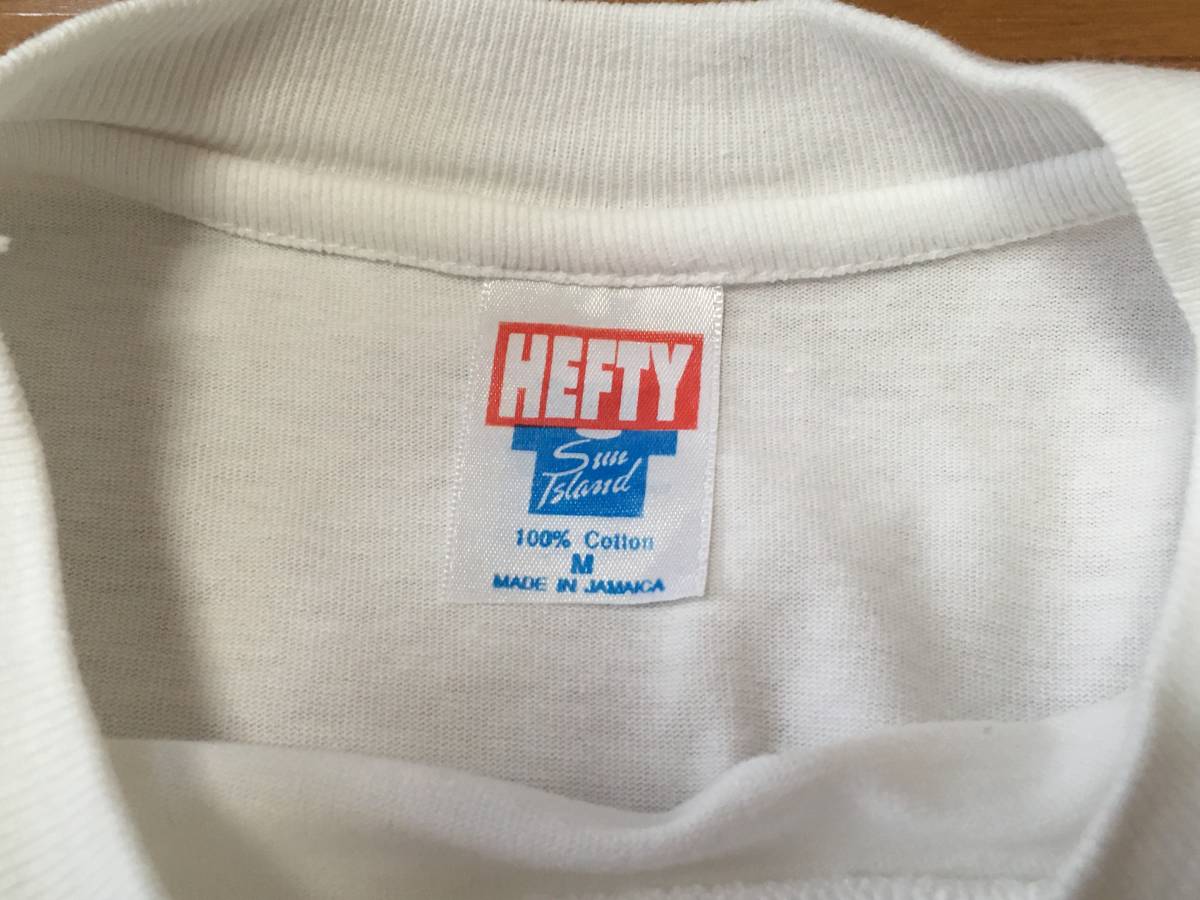 HEFTY
Sun
Island
100% Cotton
M
MADE IN JAMAICA